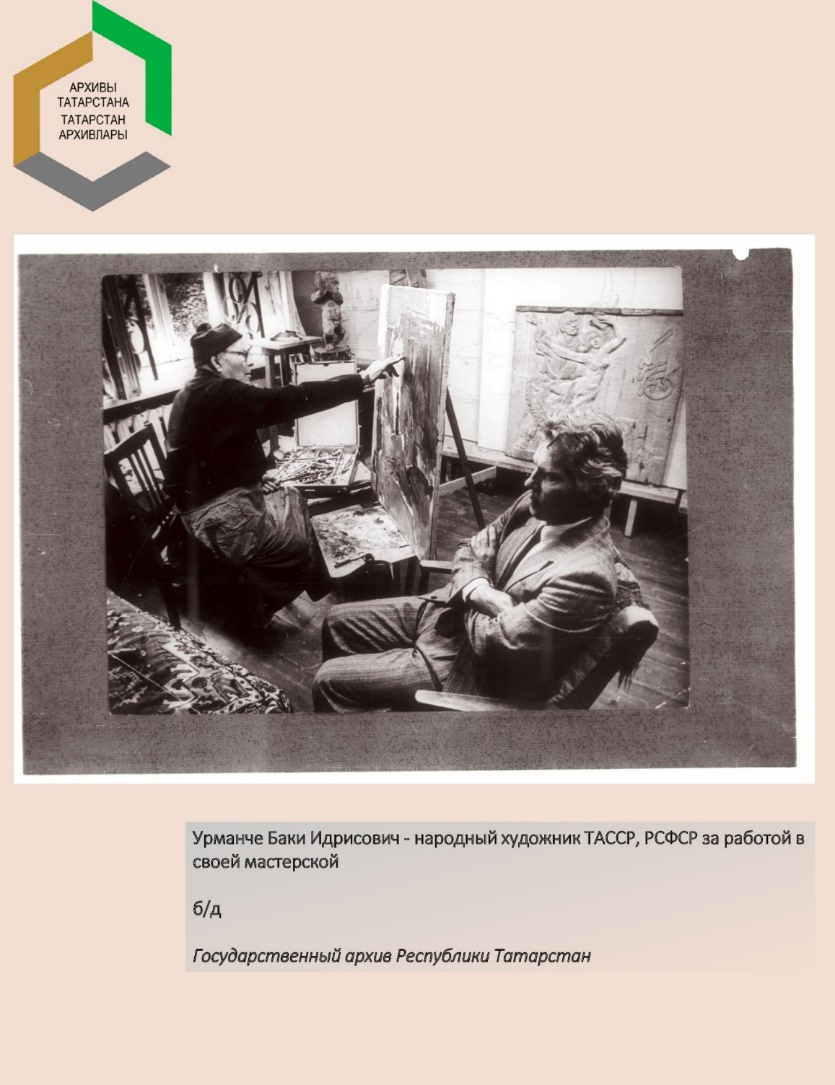 АРХИВЫ
ТАТАРСТАНА
ТАТАРСТАН
АРХИВЛАРЫ
Урманче Баки Идрисович - народный художник ТАССР, РСФСР за работой в
своей мастерской
б/д
Государственный архив Республики Татарстан